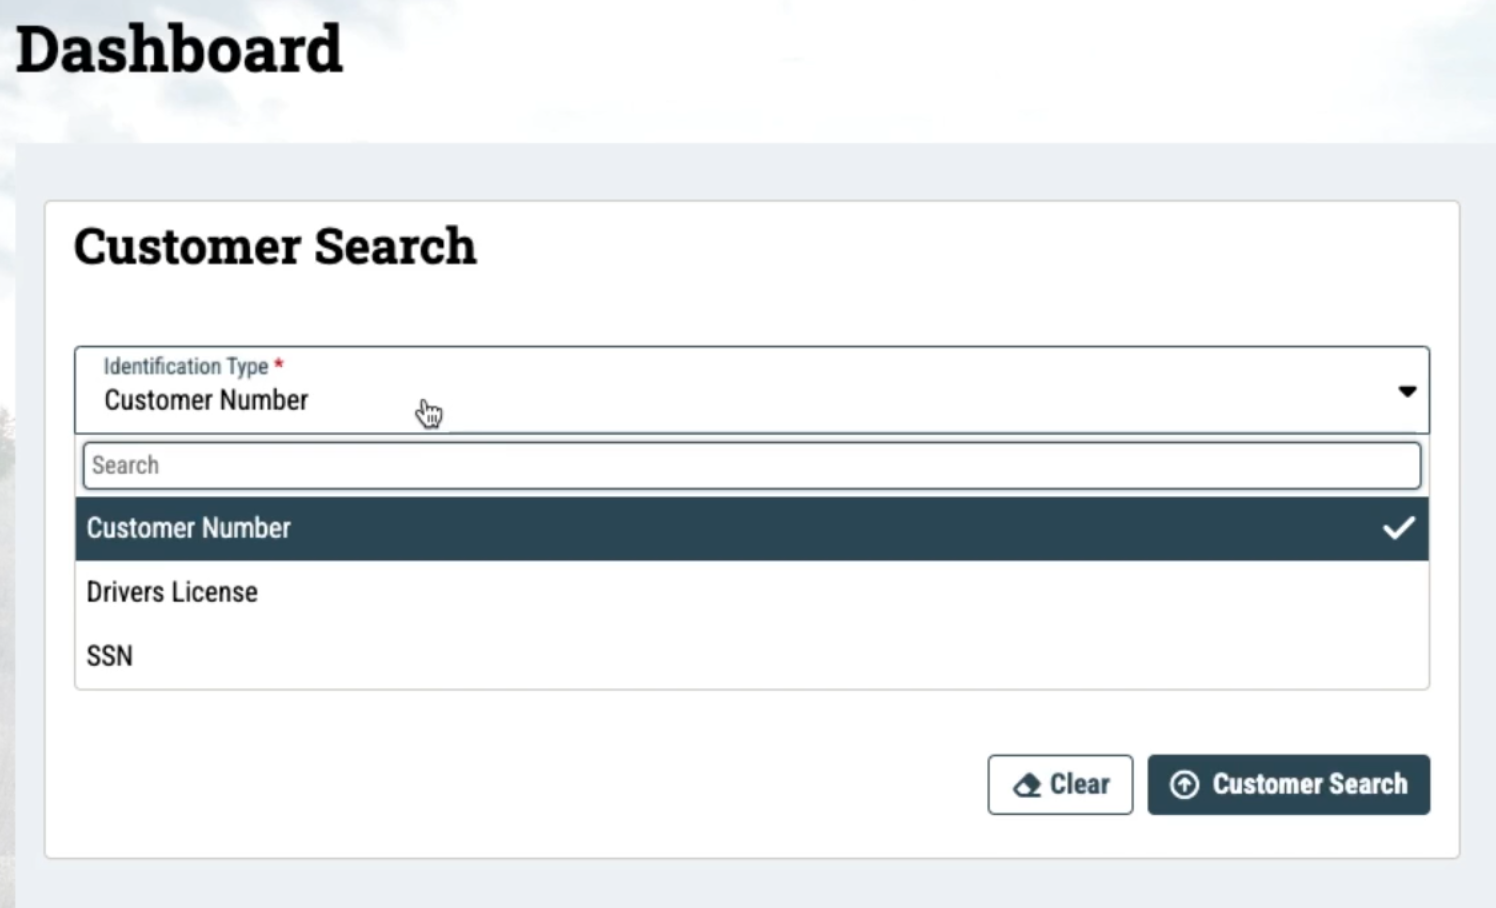 Dashboard
Customer Search
Identification Type *
Customer Number
Search
Customer Number
Drivers License
SSN
Clear
Customer Search